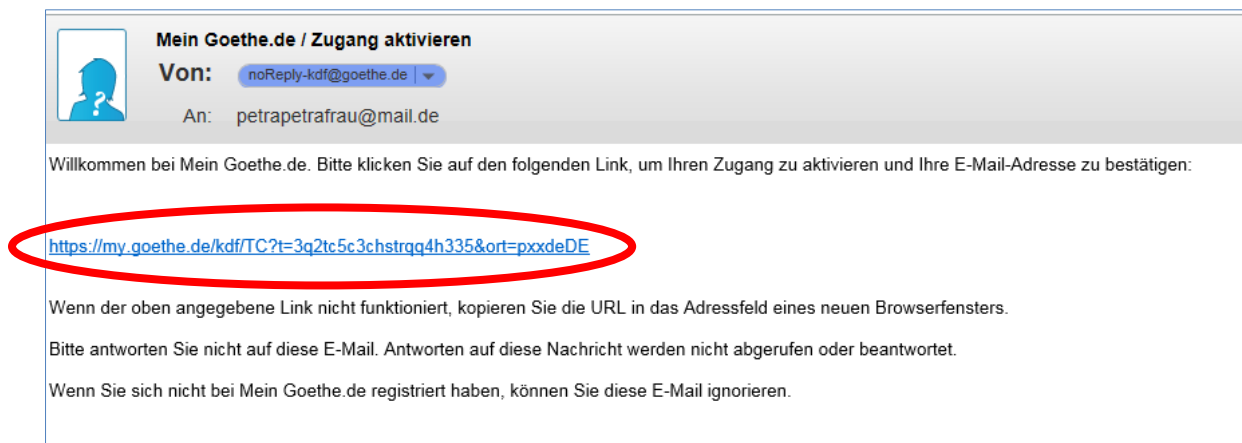 Mein Goethe.de / Zugang aktivieren
Von: noReply-kdf@goethe.de
An: petrapetrafrau@mail.de
Willkommen bei Mein Goethe.de. Bitte klicken Sie auf den folgenden Link, um Ihren Zugang zu aktivieren und Ihre E-Mail-Adresse zu bestätigen:
https://my.goethe.de/kdf/TC?t=3q2tc5c3chstrqq4h335&ort=pxxdeDE
Wenn der oben angegebene Link nicht funktioniert, kopieren Sie die URL in das Adressfeld eines neuen Browserfensters.
Bitte antworten Sie nicht auf diese E-Mail. Antworten auf diese Nachricht werden nicht abgerufen oder beantwortet.
Wenn Sie sich nicht bei Mein Goethe.de registriert haben, können Sie diese E-Mail ignorieren.